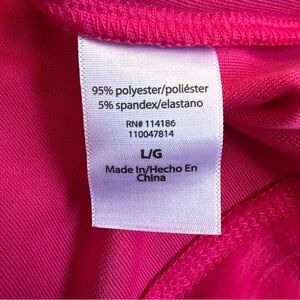 95% polyester/poliéster
5% spandex/elastano
RN# 114186
110047814
L/G
Made In/Hecho En
China